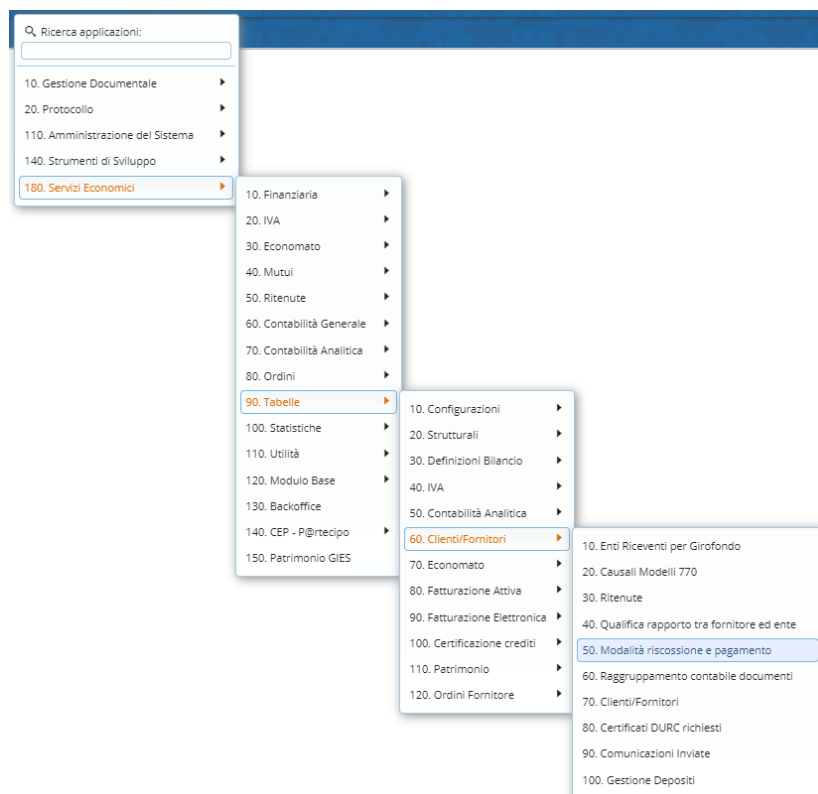 Ricerca applicazioni:
10. Gestione Documentale
20. Protocollo
110. Amministrazione del Sistema
140. Strumenti di Sviluppo
180. Servizi Economici
10. Finanziaria
20. IVA
30. Economato
40. Mutui
50. Ritenute
60. Contabilità Generale
70. Contabilità Analitica
80. Ordini
90. Tabelle
100. Statistiche
110. Utilità
120. Modulo Base
130. Backoffice
140. CEP - P@rtecipo
150. Patrimonio GIES
10. Configurazioni
20. Strutturali
30. Definizioni Bilancio
40. IVA
50. Contabilità Analitica
60. Clienti/Fornitori
70. Economato
80. Fatturazione Attiva
90. Fatturazione Elettronica
100. Certificazione crediti
110. Patrimonio
120. Ordini Fornitore
10. Enti Riceventi per Girofondo
20. Causali Modelli 770
30. Ritenute
40. Qualifica rapporto tra fornitore ed ente
50. Modalità riscossione e pagamento
60. Raggruppamento contabile documenti
70. Clienti/Fornitori
80. Certificati DURC richiesti
90. Comunicazioni Inviate
100. Gestione Depositi